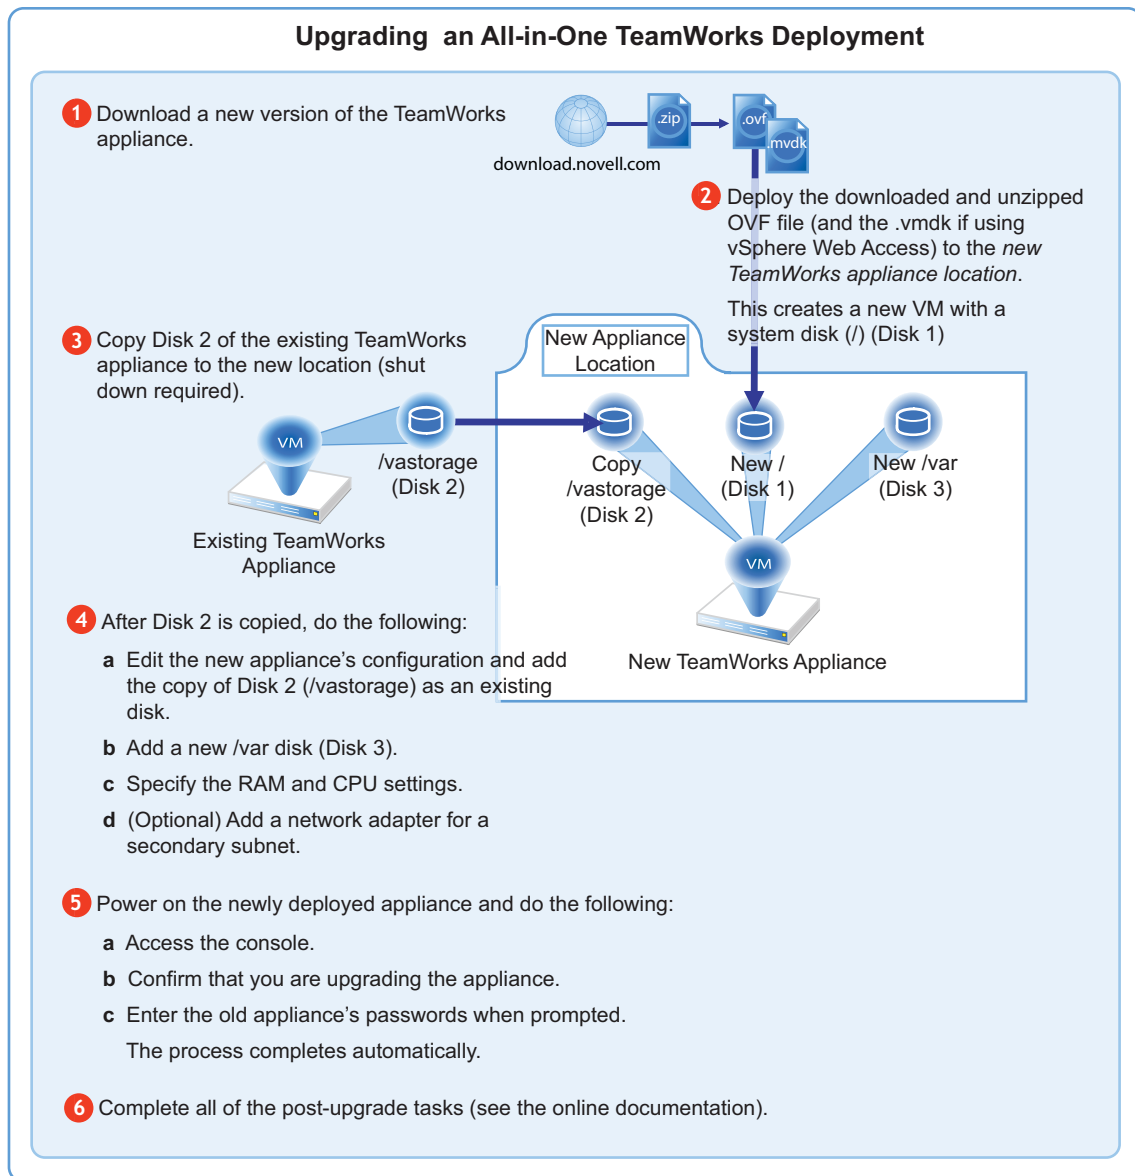 Upgrading an All-in-One TeamWorks Deployment
1 Download a new version of the TeamWorks
appliance.
.zip
.ovf
.mvdk
download.novell.com
2 Deploy the downloaded and unzipped
OVF file (and the .vmdk if using
vSphere Web Access) to the new
TeamWorks appliance location.
This creates a new VM with a
system disk (/) (Disk 1)
3 Copy Disk 2 of the existing TeamWorks
appliance to the new location (shut
down required).
New Appliance
Location
VM
/vastorage
(Disk 2)
Existing TeamWorks
Appliance
Copy
/vastorage
(Disk 2)
New /
(Disk 1)
New /var
(Disk 3)
VM
New TeamWorks Appliance
4 After Disk 2 is copied, do the following:
a Edit the new appliance's configuration and add
the copy of Disk 2 (/vastorage) as an existing
disk.
b Add a new /var disk (Disk 3).
c Specify the RAM and CPU settings.
d (Optional) Add a network adapter for a
secondary subnet.
5 Power on the newly deployed appliance and do the following:
a Access the console.
b Confirm that you are upgrading the appliance.
c Enter the old appliance's passwords when prompted.
The process completes automatically.
6 Complete all of the post-upgrade tasks (see the online documentation).